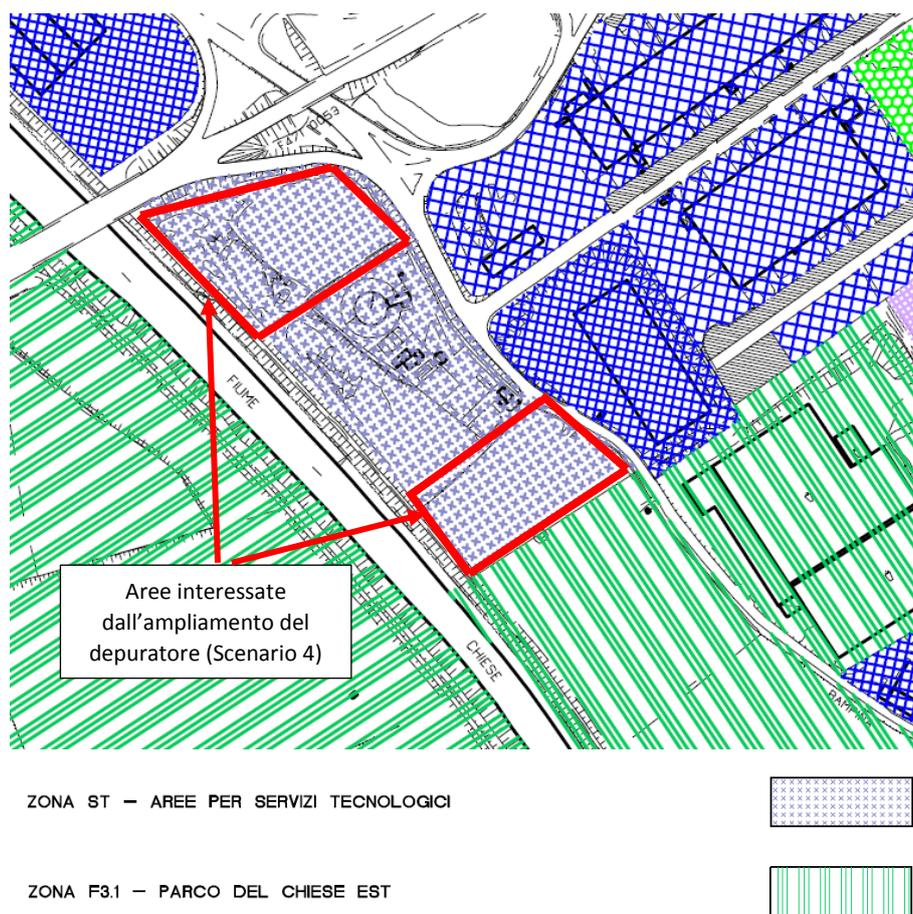 FIUME
Aree interessate
dall'ampliamento del
depuratore (Scenario 4)
CHIESE
ZONA ST – AREE PER SERVIZI TECNOLOGICI
ZONA F3.1 – PARCO DEL CHIESE EST